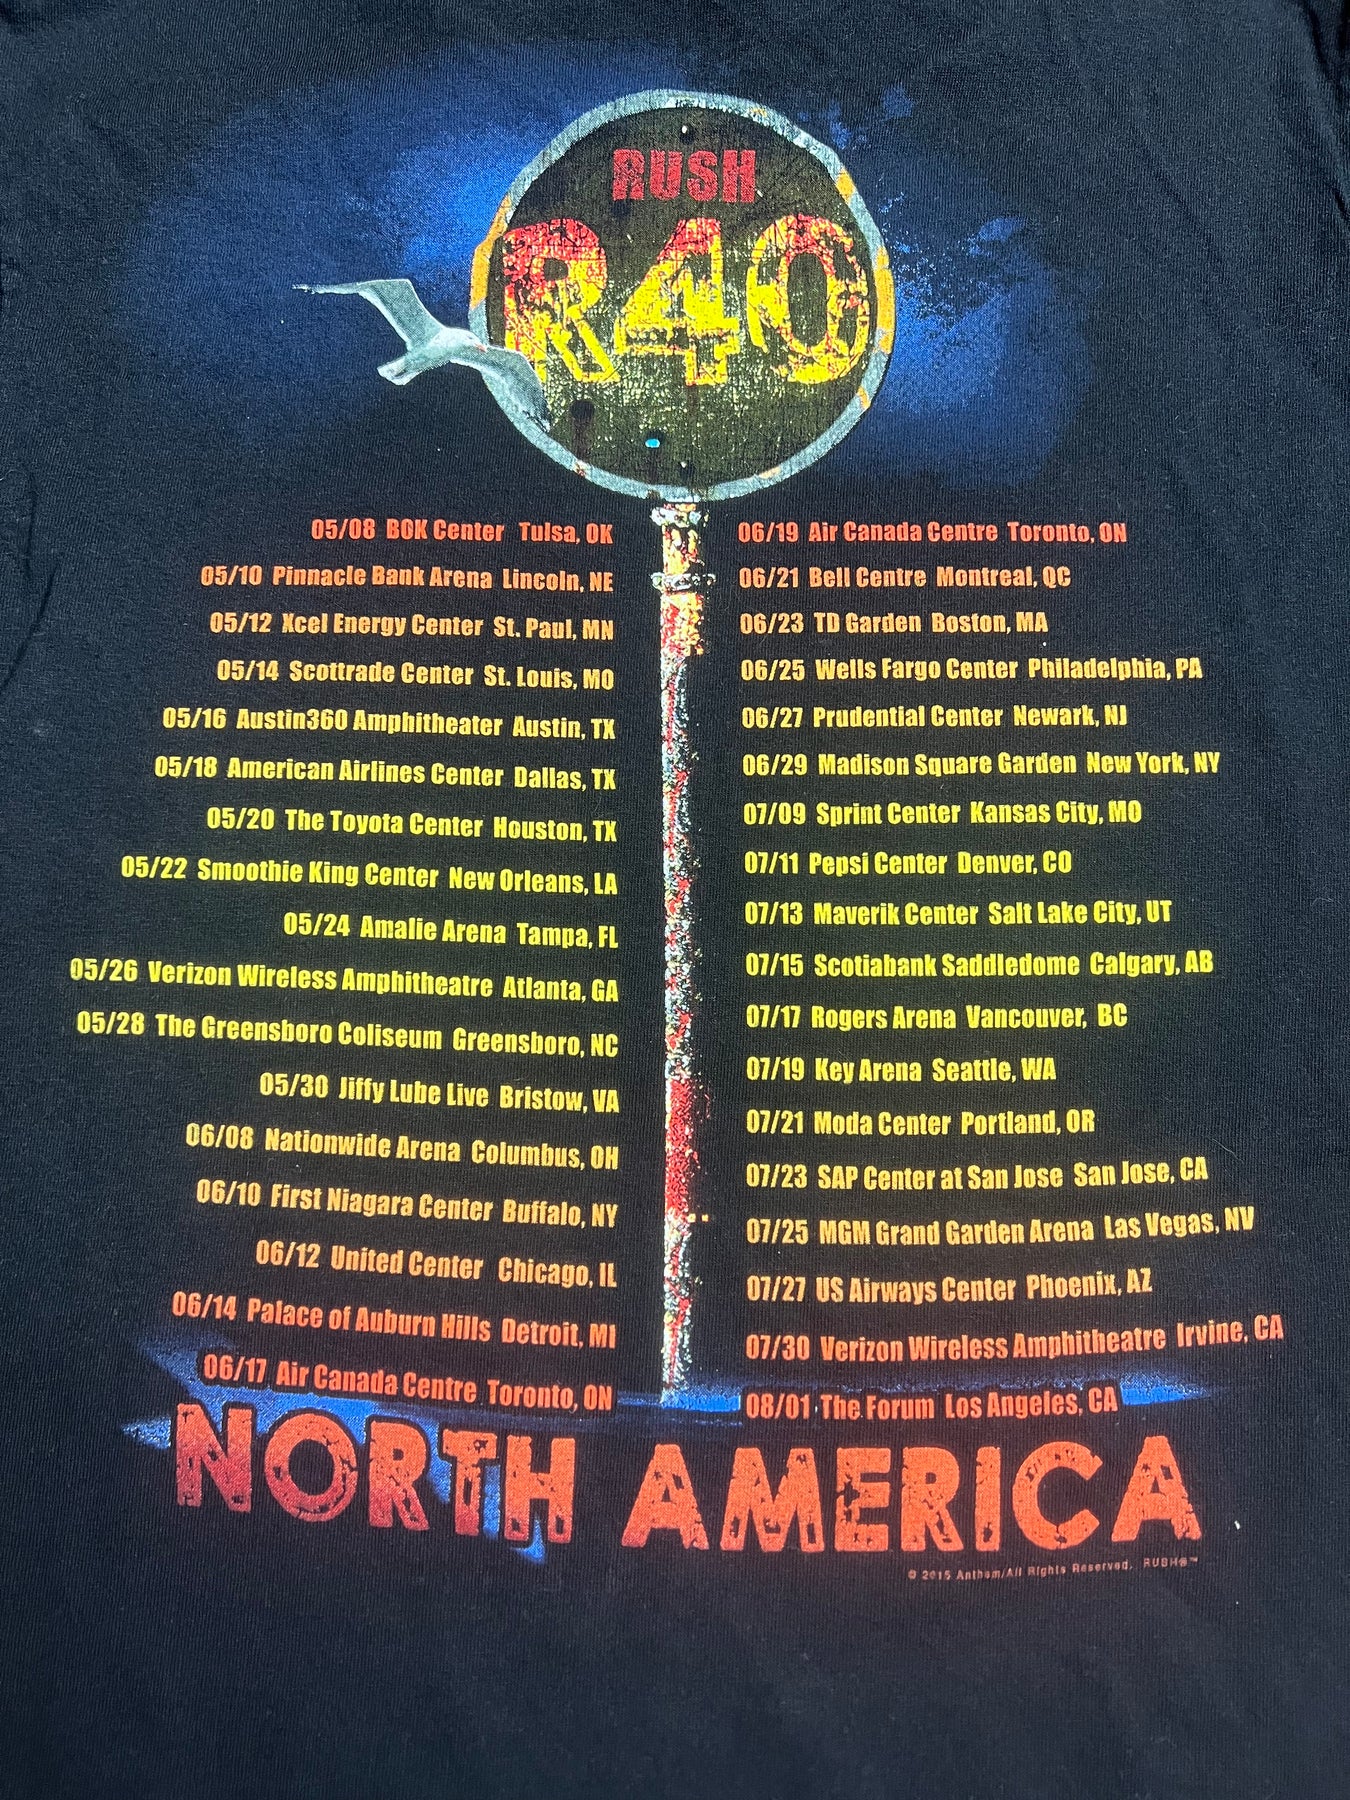 RUSH
R40
05/08 BOK Center Tulsa, OK
05/10 Pinnacle Bank Arena Lincoln, NE
05/12 Xcel Energy Center St. Paul, MN
05/14 Scottrade Center St. Louis, MO
05/16 Austin360 Amphitheater Austin, TX
05/18 American Airlines Center Dallas, TX
05/20 The Toyota Center Houston, TX
05/22 Smoothie King Center New Orleans, LA
05/24 Amalie Arena Tampa, FL
05/26 Verizon Wireless Amphitheatre Atlanta, GA
05/28 The Greensboro Coliseum Greensboro, NC
05/30 Jiffy Lube Live Bristow, VA
06/08 Nationwide Arena Columbus, OH
06/10 First Niagara Center Buffalo, NY
06/12 United Center Chicago, IL
06/14 Palace of Auburn Hills Detroit, MI
06/17 Air Canada Centre Toronto, ON
06/19 Air Canada Centre Toronto, ON
06/21 Bell Centre Montreal, QC
06/23 TD Garden Boston, MA
06/25 Wells Fargo Center Philadelphia, PA
06/27 Prudential Center Newark, NJ
06/29 Madison Square Garden New York, NY
07/09 Sprint Center Kansas City, MO
07/11 Pepsi Center Denver, CO
07/13 Maverik Center Salt Lake City, UT
07/15 Scotiabank Saddledome Calgary, AB
07/17 Rogers Arena Vancouver, BC
07/19 Key Arena Seattle, WA
07/21 Moda Center Portland, OR
07/23 SAP Center at San Jose San Jose, CA
07/25 MGM Grand Garden Arena Las Vegas, NV
07/27 US Airways Center Phoenix, AZ
07/30 Verizon Wireless Amphitheatre Irvine, CA
08/01 The Forum Los Angeles, CA
NORTH AMERICA
© 2015 Anthem/All Rights Reserved. RUSH®™